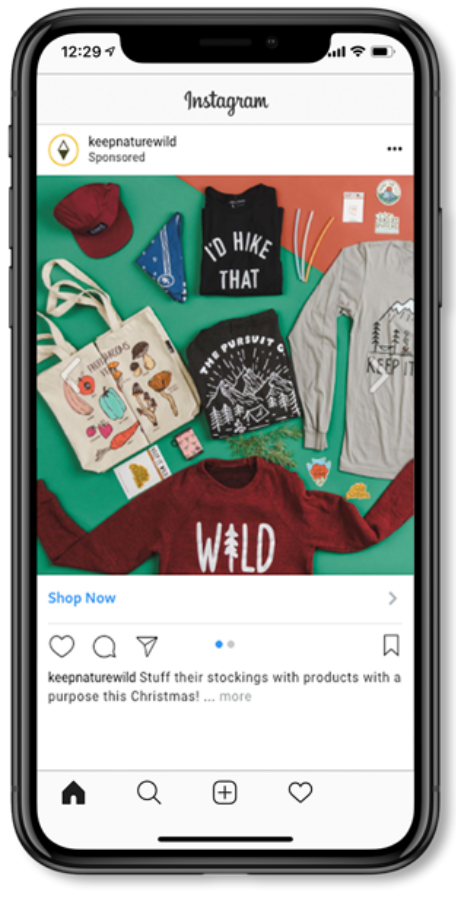 12:29
Instagram
keepnaturewild
Sponsored
I'D HIKE
THAT
THE PURSUIT
KEEP IT
WILD
Shop Now
keepnaturewild Stuff their stockings with products with a
purpose this Christmas! ... more